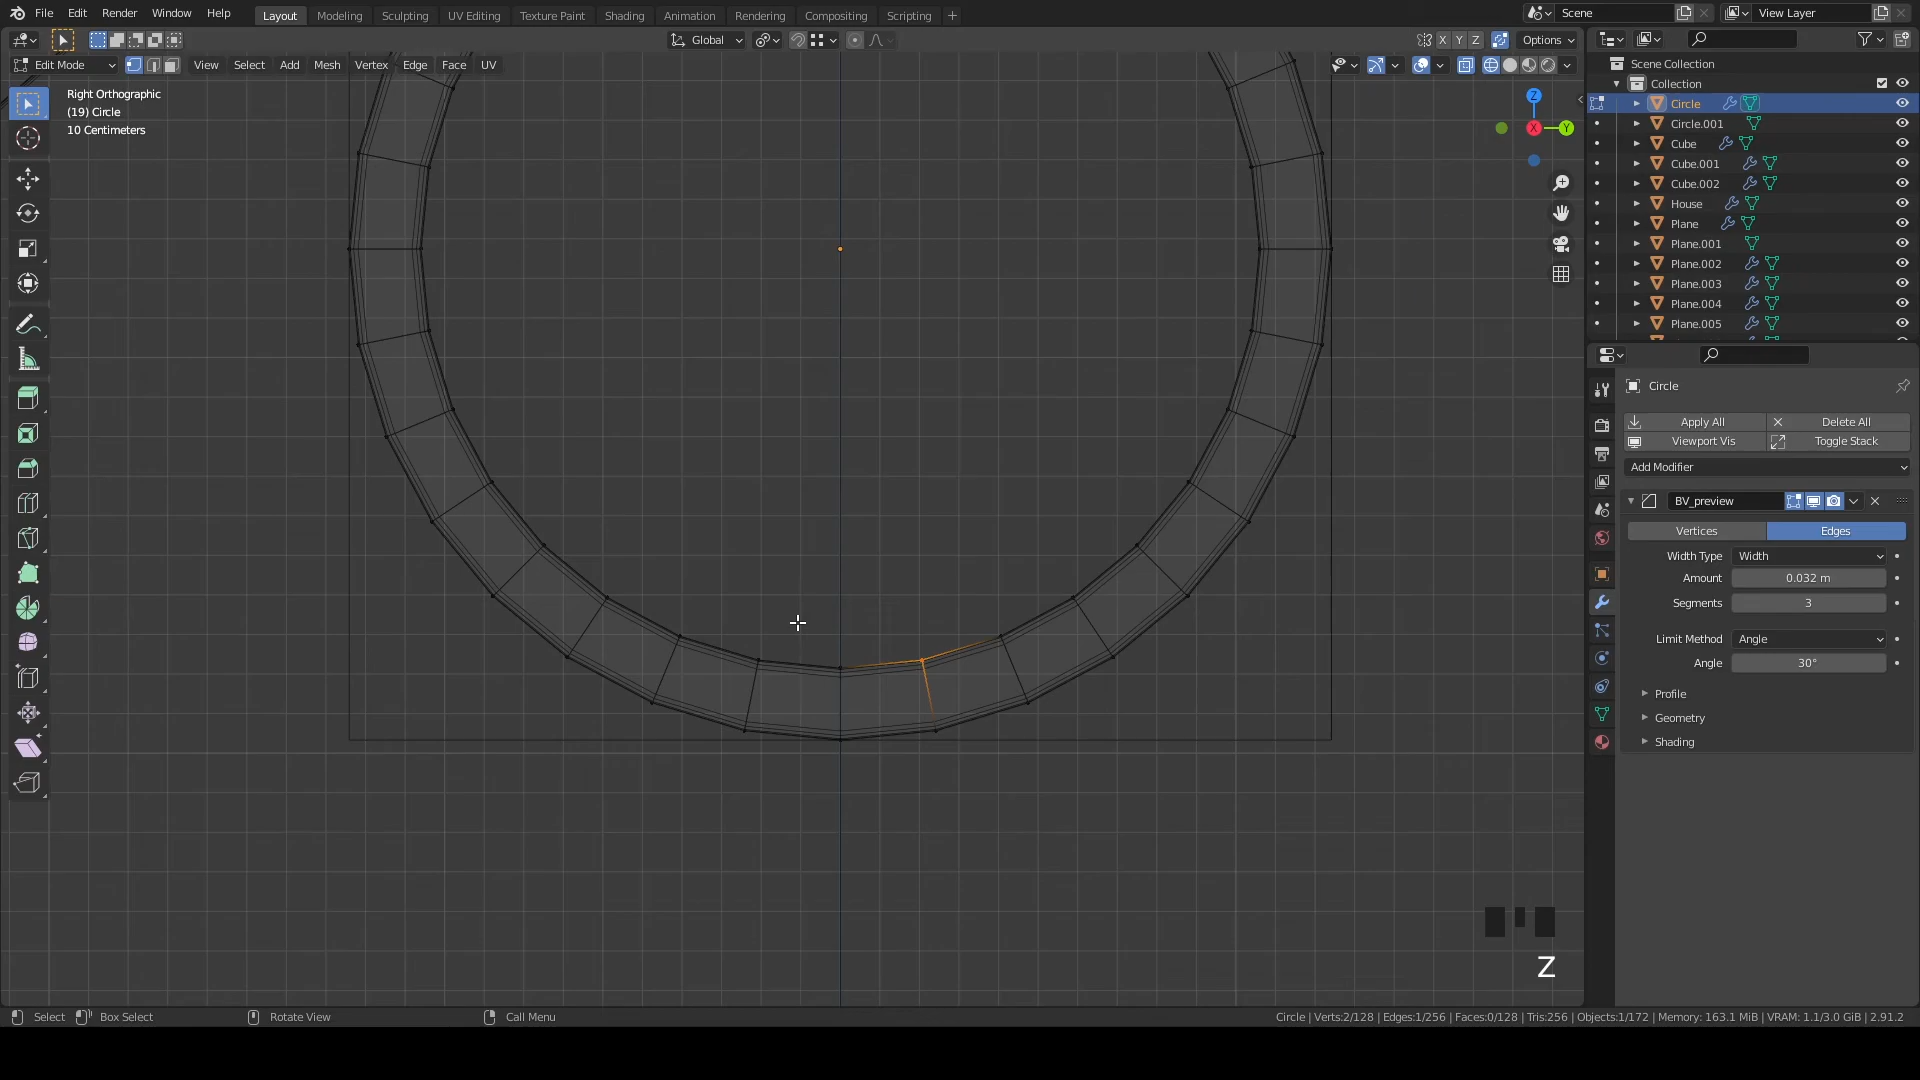 File Edit Render Window Help Layout Modeling Sculpting UV Editing Texture Paint Shading Animation Rendering Compositing Scripting + Scene View Layer
Global X Y Z Options
Edit Mode View Select Add Mesh Vertex Edge Face UV
Right Orthographic
(19) Circle
10 Centimeters
Z
X
Y
Scene Collection
Collection
Circle
Circle.001
Cube
Cube.001
Cube.002
House
Plane
Plane.001
Plane.002
Plane.003
Plane.004
Plane.005
Circle
Apply All Delete All
Viewport Vis Toggle Stack
Add Modifier
BV_preview
Vertices Edges
Width Type Width
Amount 0.032 m
Segments 3
Limit Method Angle
Angle 30°
Profile
Geometry
Shading
Z
Select Box Select Rotate View Call Menu Circle | Verts:2/128 | Edges:1/256 | Faces:0/128 | Tris:256 | Objects:1/172 | Memory: 163.1 MiB | VRAM: 1.1/3.0 GiB | 2.91.2